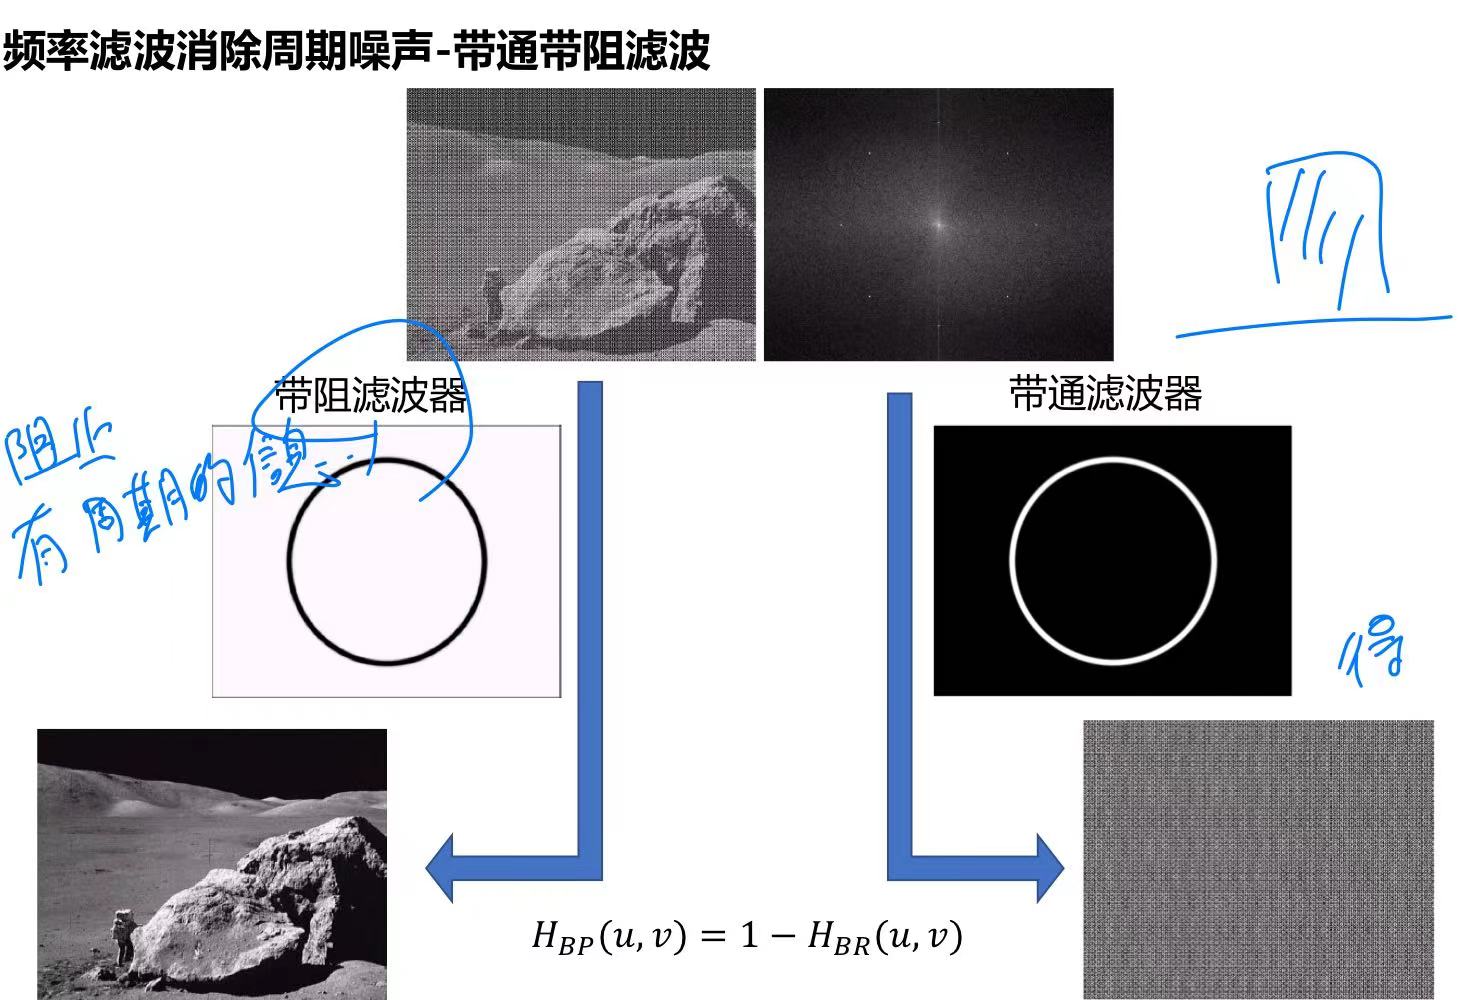 频率滤波消除周期噪声-带通带阻滤波
带阻滤波器
带通滤波器
阻止
有周期的信息
得
H_{BP}(u,v) = 1 − H_{BR}(u,v)